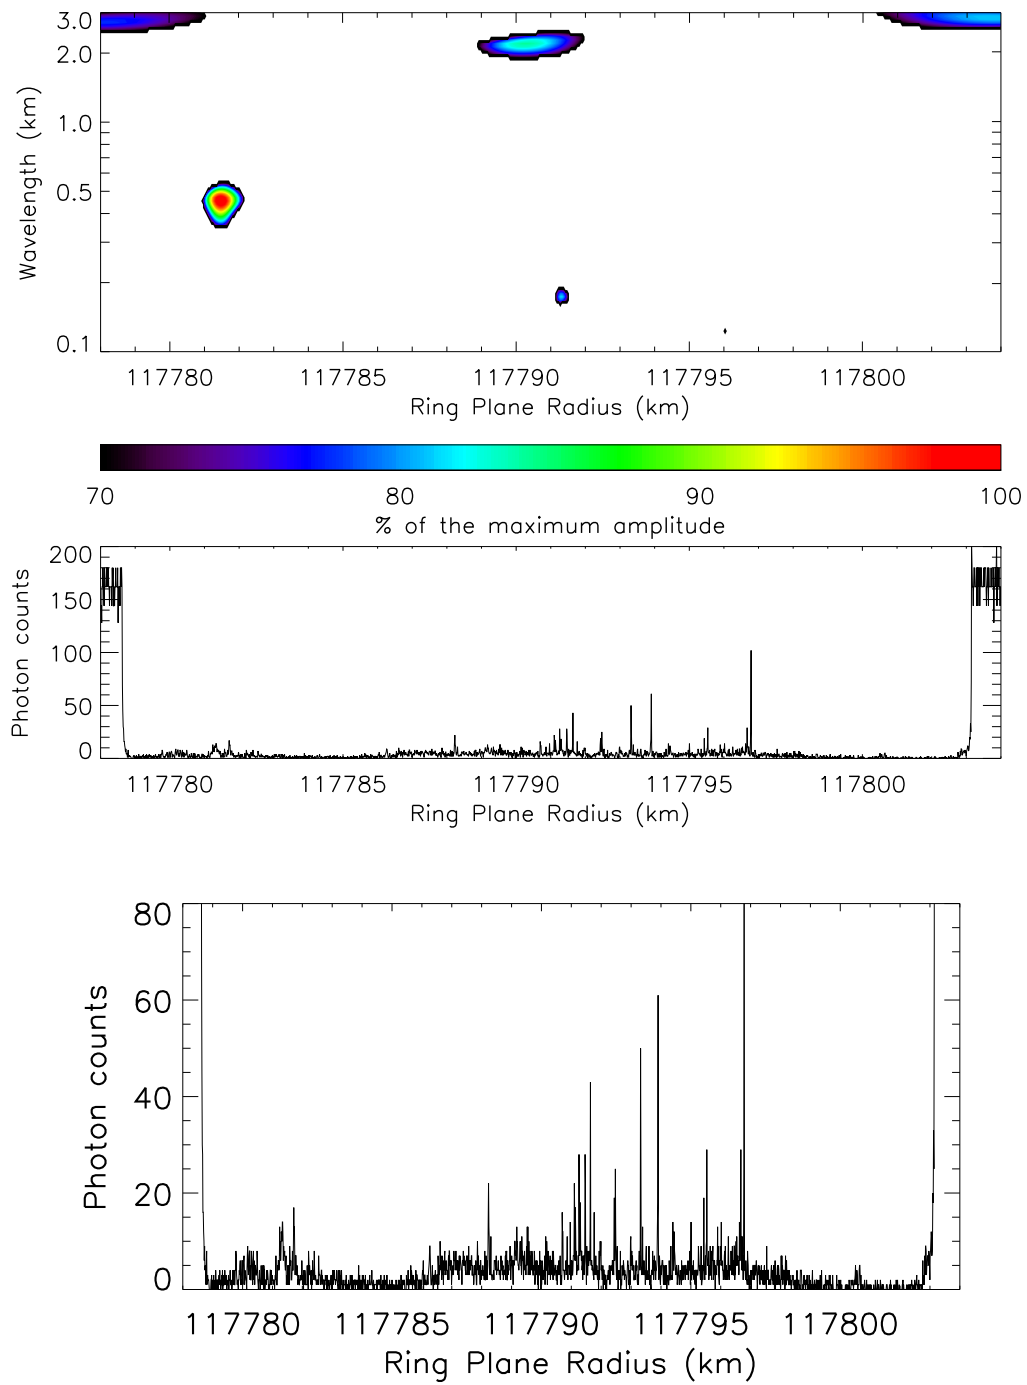 3.0
2.0
1.0
0.5
0.1
Wavelength (km)
117780 117785 117790 117795 117800
Ring Plane Radius (km)
70 80 90 100
% of the maximum amplitude
200
150
100
50
0
Photon counts
117780 117785 117790 117795 117800
Ring Plane Radius (km)
80
60
40
20
0
Photon counts
117780 117785 117790 117795 117800
Ring Plane Radius (km)